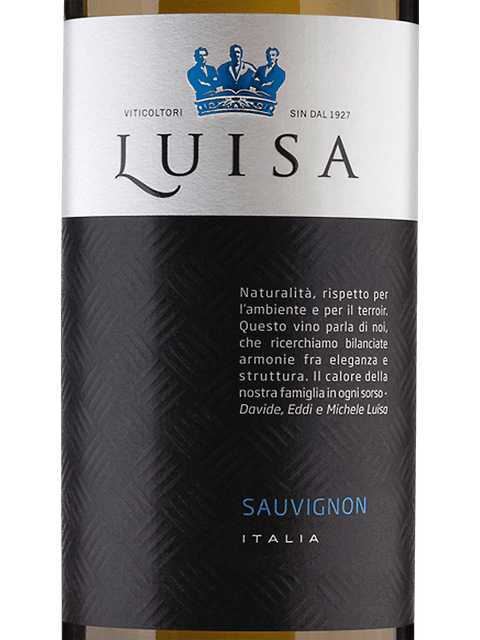 VITICOLTORI SIN DAL 1927
LUISA
Naturalità, rispetto per
l'ambiente e per il terroir.
Questo vino parla di noi,
che ricerchiamo bilanciate
armonie fra eleganza e
struttura. Il calore della
nostra famiglia in ogni sorso -
Davide, Eddi e Michele Luisa
SAUVIGNON
ITALIA